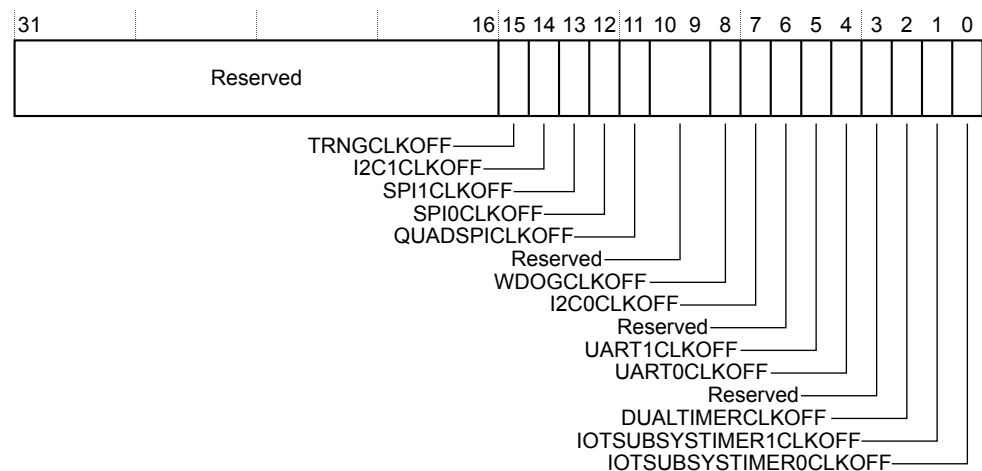 31 16 15 14 13 12 11 10 9 8 7 6 5 4 3 2 1 0
Reserved
TRNGCLKOFF
I2C1CLKOFF
SPI1CLKOFF
SPI0CLKOFF
QUADSPICLKOFF
Reserved
WDOGCLKOFF
I2C0CLKOFF
Reserved
UART1CLKOFF
UART0CLKOFF
Reserved
DUALTIMERCLKOFF
IOTSUBSYSTIMER1CLKOFF
IOTSUBSYSTIMER0CLKOFF